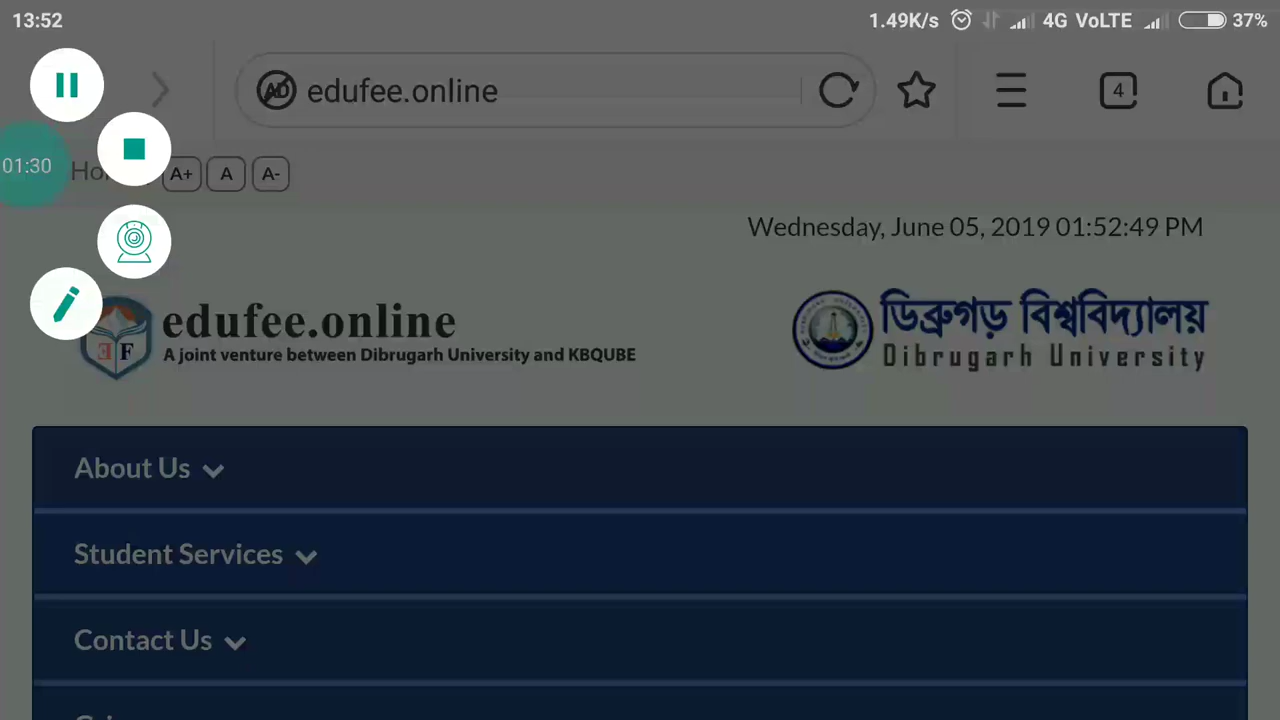 13:52
1.49K/s 4G VoLTE 37%
AD edufee.online
4
01:30
A+ A A-
Wednesday, June 05, 2019 01:52:49 PM
edufee.online
A joint venture between Dibrugarh University and KBQUBE
EF
ডিব্ৰুগড় বিশ্ববিদ্যালয়
Dibrugarh University
About Us
Student Services
Contact Us